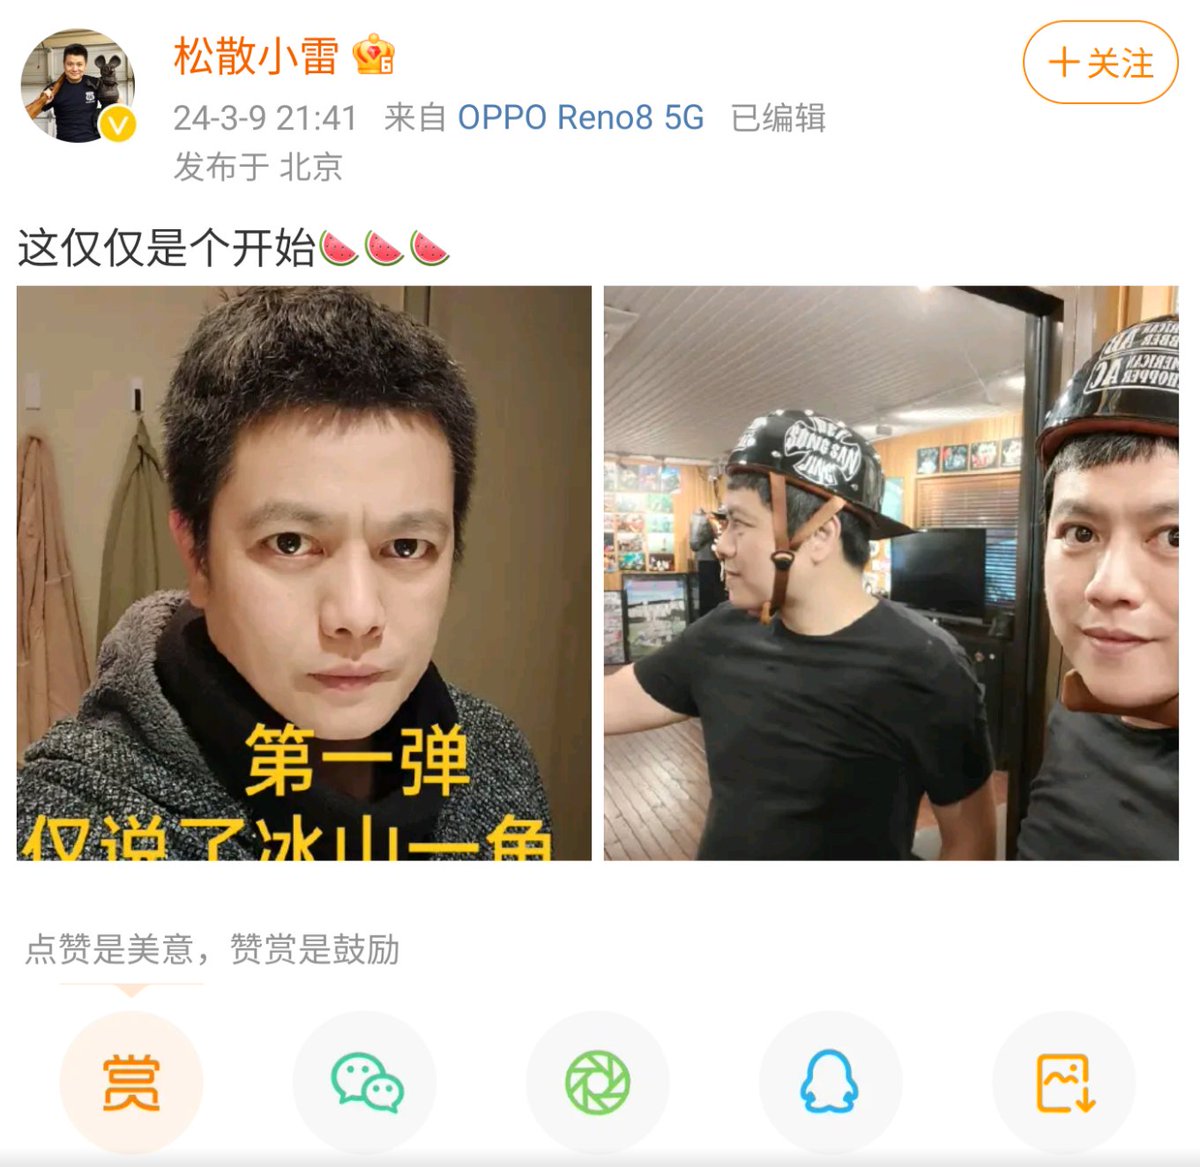 松散小雷
24-3-9 21:41 来自 OPPO Reno8 5G 已编辑
发布于 北京
+关注
这仅仅是个开始
第一弹
仅说了冰山一角
SONGSAN
点赞是美意，赞赏是鼓励
赏